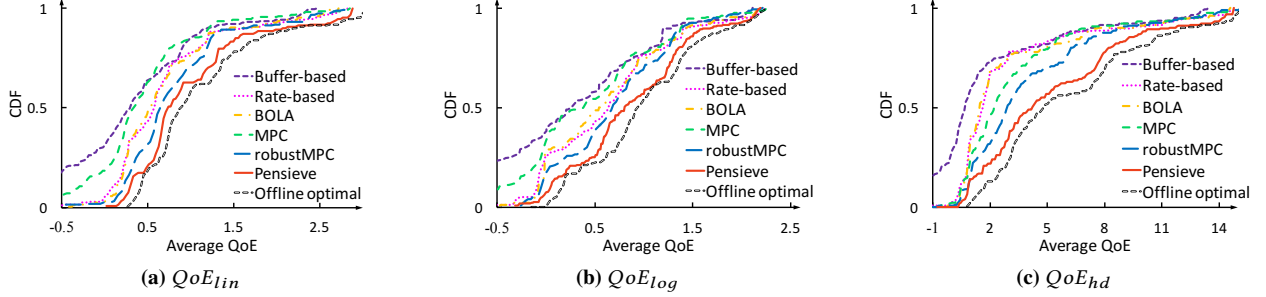 1
0.5
0
CDF
-0.5
0.5
1.5
2.5
Average QoE
Buffer-based
Rate-based
BOLA
MPC
robustMPC
Pensieve
Offline optimal
(a) QoE_lin
1
0.5
0
CDF
-0.5
0.5
1.5
2.5
Average QoE
Buffer-based
Rate-based
BOLA
MPC
robustMPC
Pensieve
Offline optimal
(b) QoE_log
1
0.5
0
CDF
-1
2
5
8
11
14
Average QoE
Buffer-based
Rate-based
BOLA
MPC
robustMPC
Pensieve
Offline optimal
(c) QoE_hd